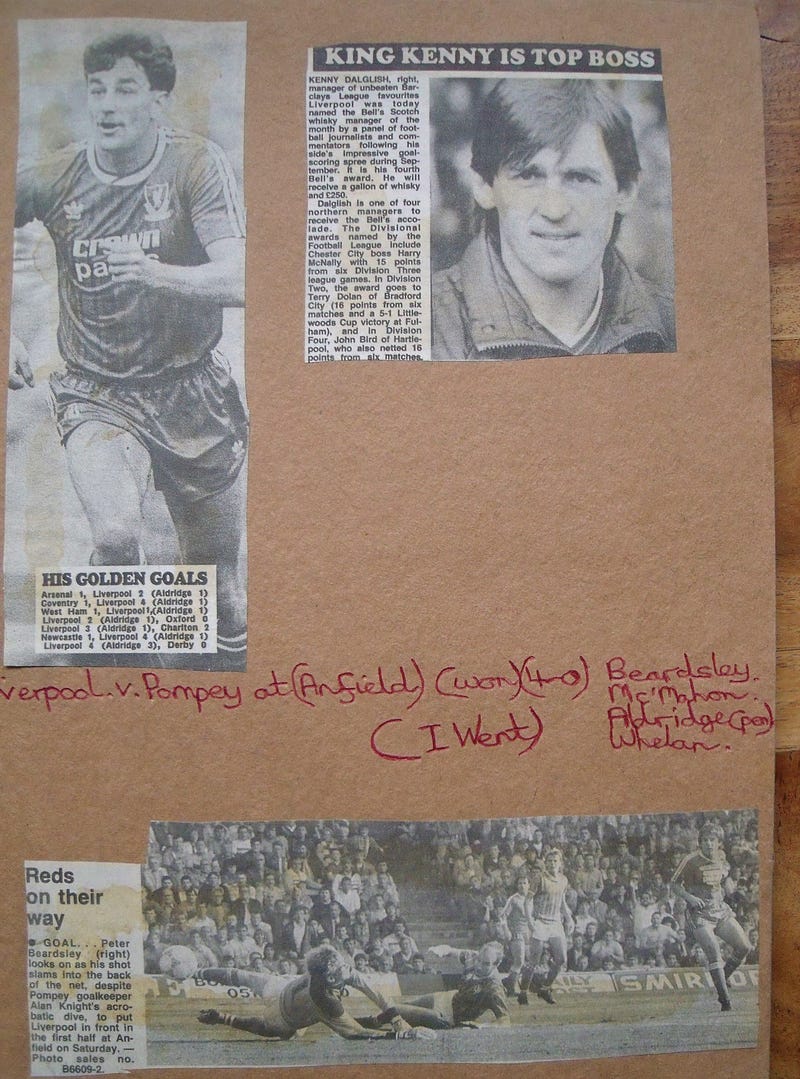 crown
pa
HIS GOLDEN GOALS
Arsenal 1, Liverpool 2 (Aldridge 1)
Coventry 1, Liverpool 4 (Aldridge 1)
West Ham 1, Liverpool 1, (Aldridge 1)
Liverpool 2 (Aldridge 1), Oxford 0
Liverpool 3 (Aldridge 1), Charlton 2
Newcastle 1, Liverpool 4 (Aldridge 1)
Liverpool 4 (Aldridge 3), Derby 0
KING KENNY IS TOP BOSS
KENNY DALGLISH, right,
manager of unbeaten Bar-
clays League favourites
Liverpool was today
named the Bell's Scotch
whisky manager of the
month by a panel of foot-
ball journalists and com-
mentators following his
side's impressive goal-
scoring spree during Sep-
tember. It is his fourth
Bell's award. He will
receive a gallon of whisky
and £250.
Dalglish is one of four
northern managers to
receive the Bell's acco-
lade. The Divisional
awards named by the
Football League include
Chester City boss Harry
McNally with 15 points
from six Division Three
league games. In Division
Two, the award goes to
Terry Dolan of Bradford
City (16 points from six
matches and a 5-1 Little-
woods Cup victory at Ful-
ham), and in Division
Four, John Bird of Hartle-
pool, who also netted 16
points from six matches.
verpool.v.Pompey at (Anfield) (won) (4-0) Beardsley.
Mc'Mahon.
Aldridge (pen)
(I Went) Whelan.
Reds
on their
way
● GOAL... Peter
Beardsley (right)
looks on as his shot
slams into the back
of the net, despite
Pompey goalkeeper
Alan Knight's acro-
batic dive, to put
Liverpool in front in
the first half at An-
field on Saturday. —
Photo sales no.
B6609-2.
SMIRNO